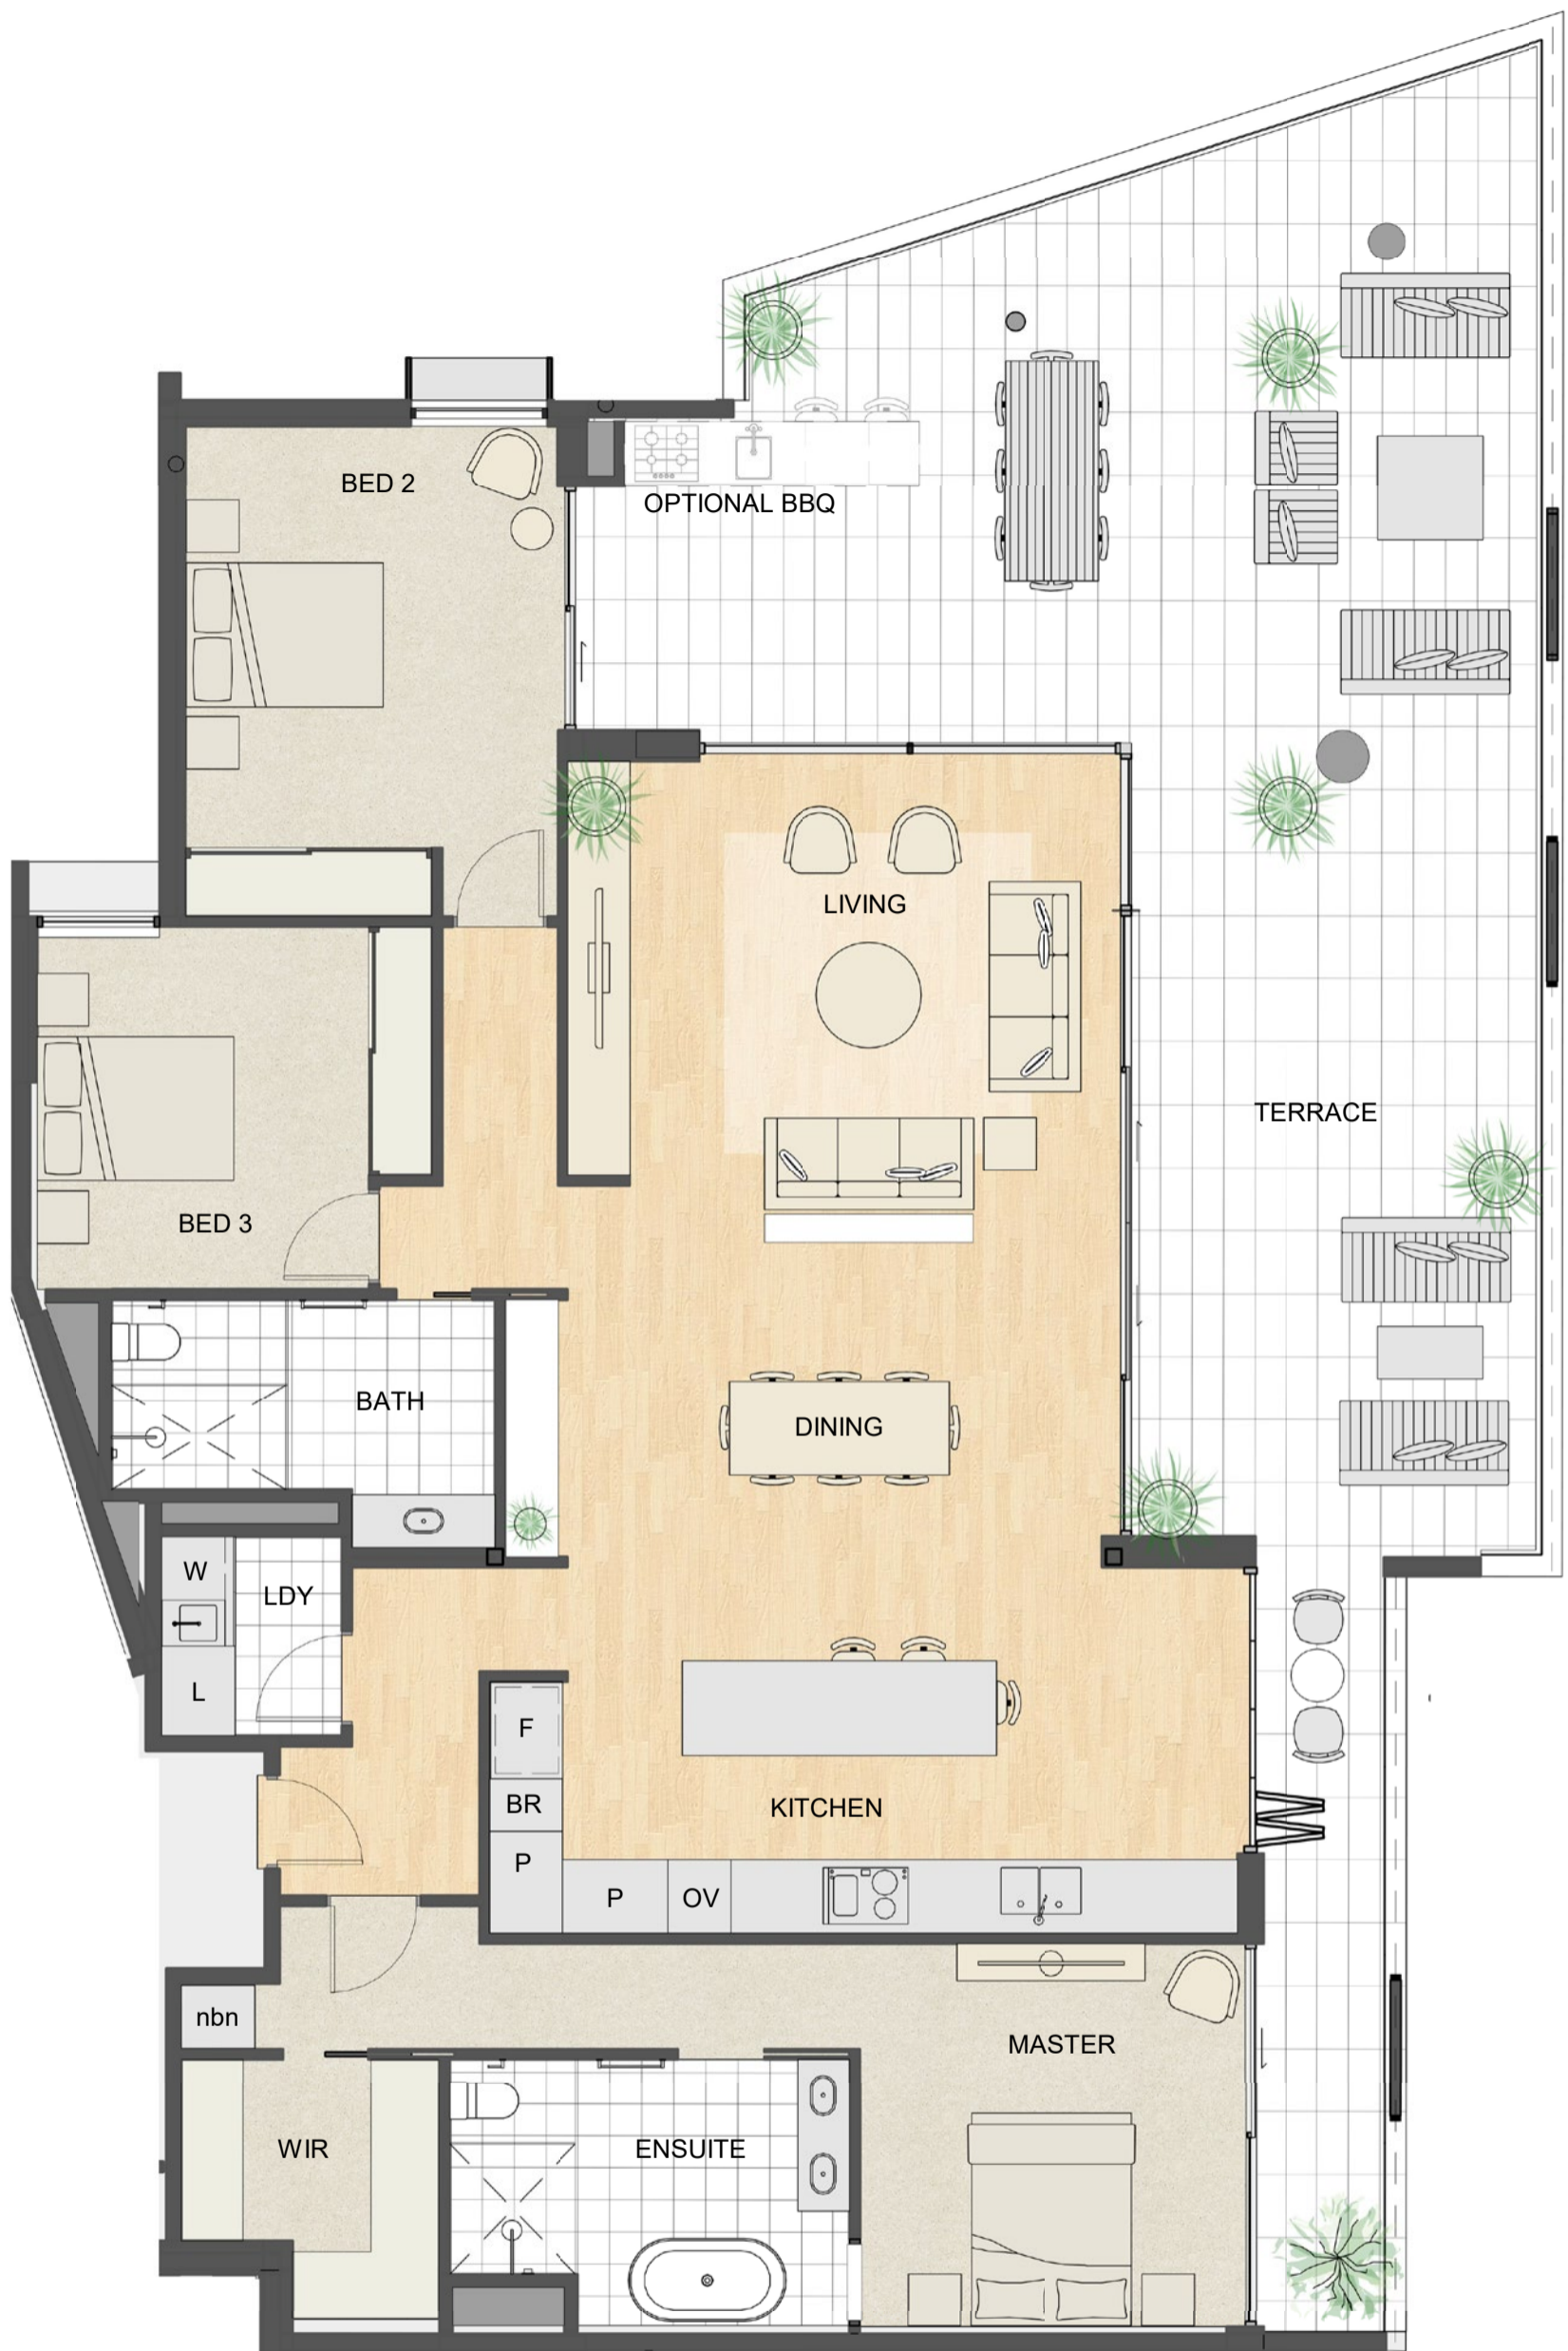 BED 2
OPTIONAL BBQ
LIVING
TERRACE
BED 3
BATH
DINING
W
LDY
L
F
BR
KITCHEN
P
P
OV
nbn
MASTER
WIR
ENSUITE